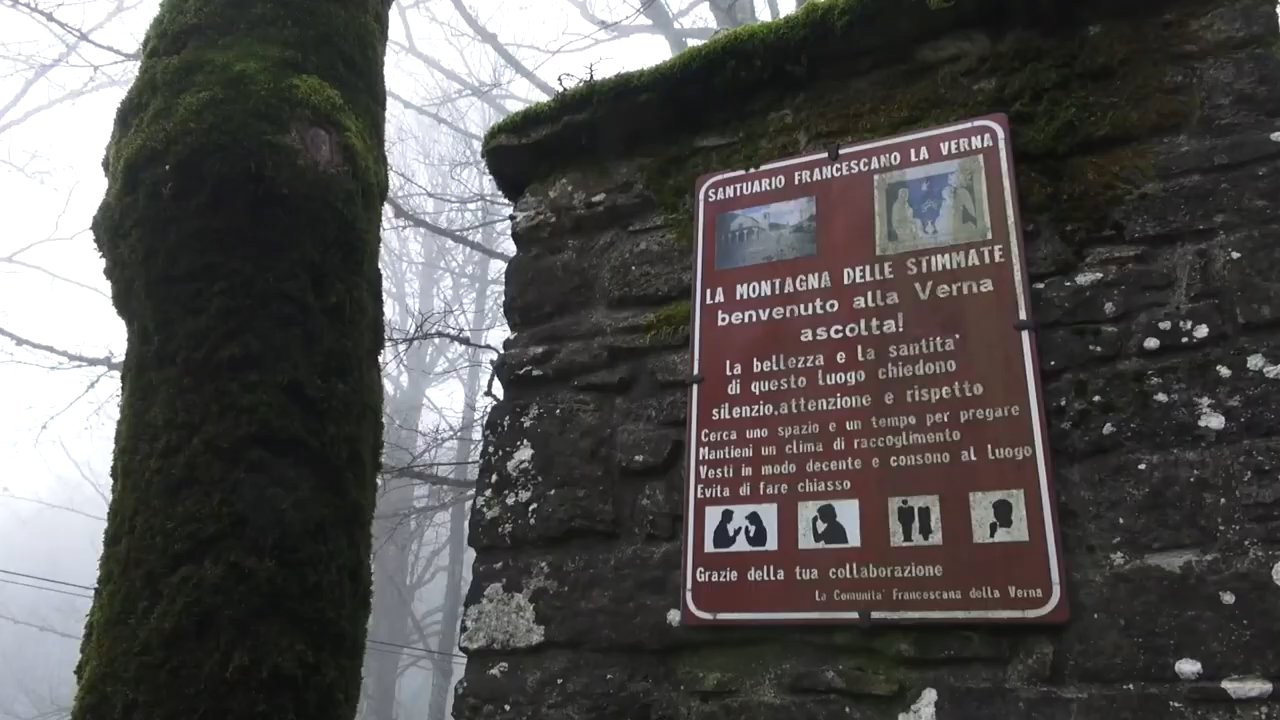 SANTUARIO FRANCESCANO LA VERNA
LA MONTAGNA DELLE STIMMATE
benvenuto alla Verna
ascolta!
La bellezza e la santita'
di questo luogo chiedono
silenzio,attenzione e rispetto
Cerca uno spazio e un tempo per pregare
Mantieni un clima di raccoglimento
Vesti in modo decente e consono al Luogo
Evita di fare chiasso
Grazie della tua collaborazione
La Comunita' Francescana della Verna